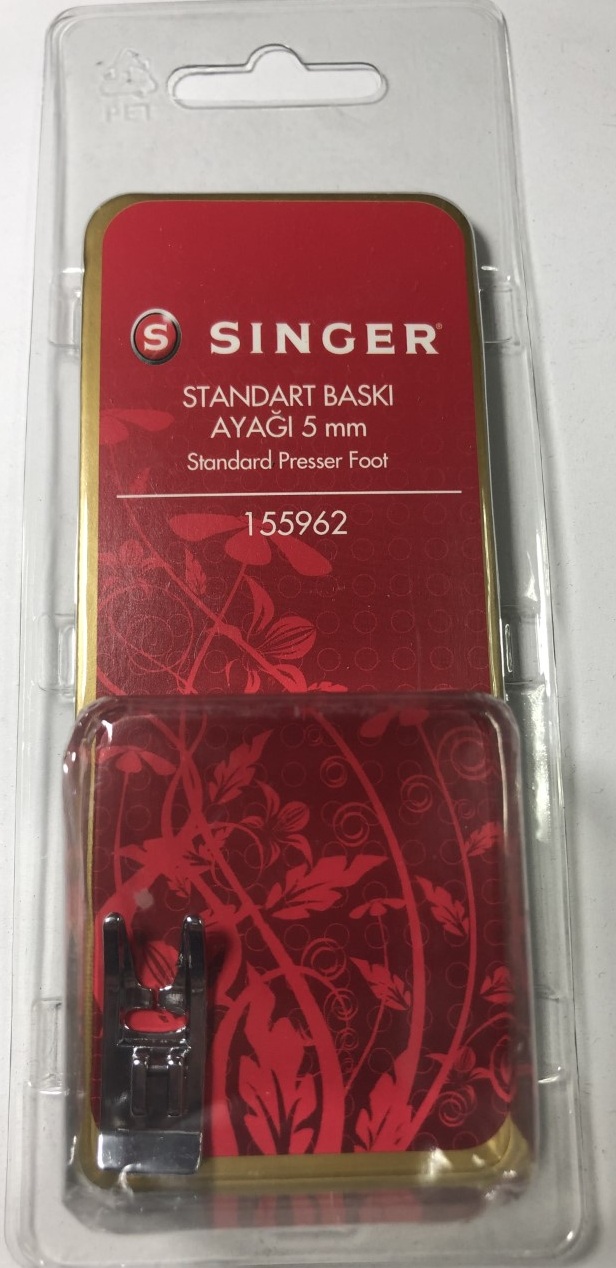 PET
S SINGER®
STANDART BASKI
AYAĞI 5 mm
Standard Presser Foot
155962